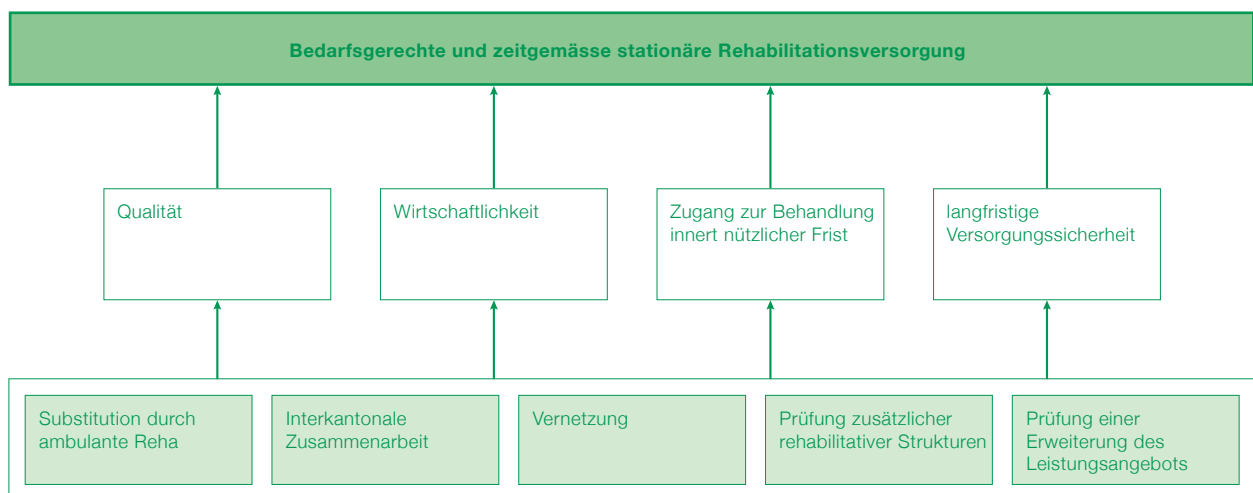 Bedarfsgerechte und zeitgemässe stationäre Rehabilitationsversorgung
Qualität
Wirtschaftlichkeit
Zugang zur Behandlung
innert nützlicher Frist
langfristige
Versorgungssicherheit
Substitution durch
ambulante Reha
Interkantonale
Zusammenarbeit
Vernetzung
Prüfung zusätzlicher
rehabilitativer Strukturen
Prüfung einer
Erweiterung des
Leistungsangebots